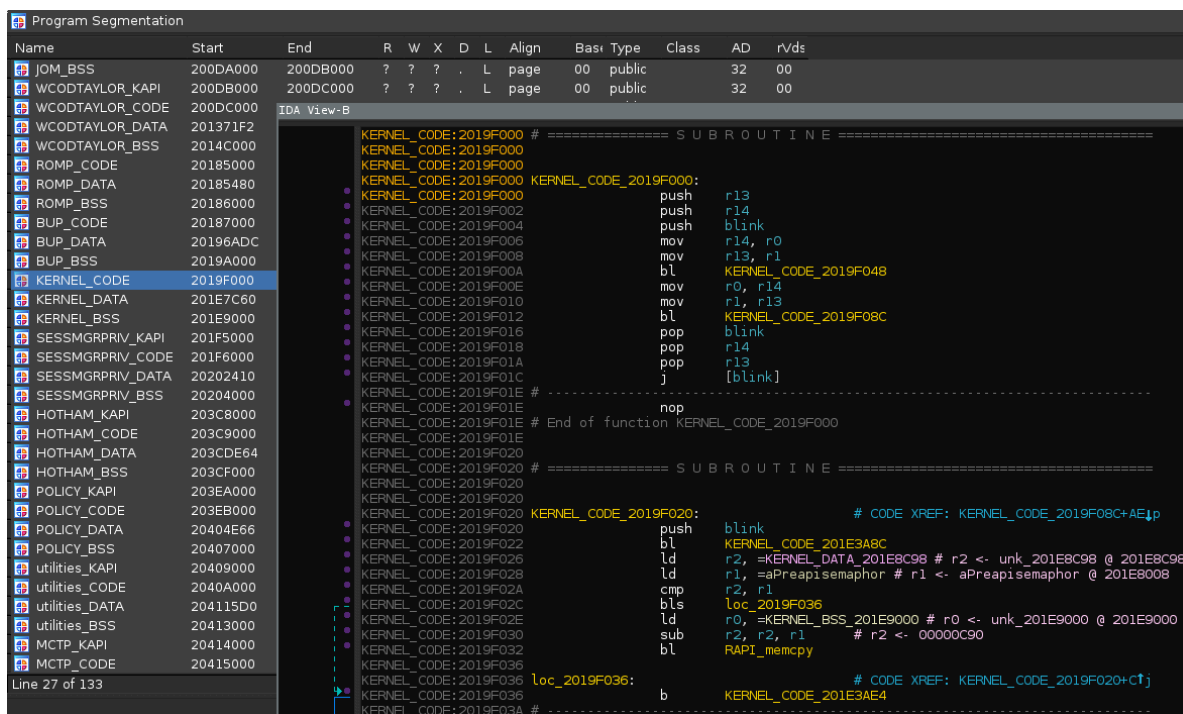 Program Segmentation
Name Start End R W X D L Align Base Type Class AD rVds
JOM_BSS 200DA000 200DB000 ? ? ? . L page 00 public 32 00
WCODTAYLOR_KAPI 200DB000 200DC000 ? ? ? . L page 00 public 32 00
WCODTAYLOR_CODE 200DC000
WCODTAYLOR_DATA 201371F2
WCODTAYLOR_BSS 2014C000
ROMP_CODE 20185000
ROMP_DATA 20185480
ROMP_BSS 20186000
BUP_CODE 20187000
BUP_DATA 20196ADC
BUP_BSS 2019A000
KERNEL_CODE 2019F000
KERNEL_DATA 201E7C60
KERNEL_BSS 201E9000
SESSMGRPRIV_KAPI 201F5000
SESSMGRPRIV_CODE 201F6000
SESSMGRPRIV_DATA 20202410
SESSMGRPRIV_BSS 20204000
HOTHAM_KAPI 203C8000
HOTHAM_CODE 203C9000
HOTHAM_DATA 203CDE64
HOTHAM_BSS 203CF000
POLICY_KAPI 203EA000
POLICY_CODE 203EB000
POLICY_DATA 20404E66
POLICY_BSS 20407000
utilities_KAPI 20409000
utilities_CODE 2040A000
utilities_DATA 204115D0
utilities_BSS 20413000
MCTP_KAPI 20414000
MCTP_CODE 20415000
Line 27 of 133
IDA View-B
KERNEL_CODE:2019F000 # =============== S U B R O U T I N E =======================================
KERNEL_CODE:2019F000
KERNEL_CODE:2019F000
KERNEL_CODE:2019F000 KERNEL_CODE_2019F000:
KERNEL_CODE:2019F000 push r13
KERNEL_CODE:2019F002 push r14
KERNEL_CODE:2019F004 push blink
KERNEL_CODE:2019F006 mov r14, r0
KERNEL_CODE:2019F008 mov r13, r1
KERNEL_CODE:2019F00A bl KERNEL_CODE_2019F048
KERNEL_CODE:2019F00E mov r0, r14
KERNEL_CODE:2019F010 mov r1, r13
KERNEL_CODE:2019F012 bl KERNEL_CODE_2019F08C
KERNEL_CODE:2019F016 pop blink
KERNEL_CODE:2019F018 pop r14
KERNEL_CODE:2019F01A pop r13
KERNEL_CODE:2019F01C j [blink]
KERNEL_CODE:2019F01E # ---------------------------------------------------------------------------
KERNEL_CODE:2019F01E nop
KERNEL_CODE:2019F01E # End of function KERNEL_CODE_2019F000
KERNEL_CODE:2019F01E
KERNEL_CODE:2019F020
KERNEL_CODE:2019F020 # =============== S U B R O U T I N E =======================================
KERNEL_CODE:2019F020
KERNEL_CODE:2019F020
KERNEL_CODE:2019F020 KERNEL_CODE_2019F020: # CODE XREF: KERNEL_CODE_2019F08C+AE↓p
KERNEL_CODE:2019F020 push blink
KERNEL_CODE:2019F022 bl KERNEL_CODE_201E3A8C
KERNEL_CODE:2019F026 ld r2, =KERNEL_DATA_201E8C98 # r2 <- unk_201E8C98 @ 201E8C98
KERNEL_CODE:2019F028 ld r1, =aPreapisemaphor # r1 <- aPreapisemaphor @ 201E8008
KERNEL_CODE:2019F02A cmp r2, r1
KERNEL_CODE:2019F02C bls loc_2019F036
KERNEL_CODE:2019F02E ld r0, =KERNEL_BSS_201E9000 # r0 <- unk_201E9000 @ 201E9000
KERNEL_CODE:2019F030 sub r2, r2, r1 # r2 <- 00000C90
KERNEL_CODE:2019F032 bl RAPI_memcpy
KERNEL_CODE:2019F036
KERNEL_CODE:2019F036 loc_2019F036: # CODE XREF: KERNEL_CODE_2019F020+C↑j
KERNEL_CODE:2019F036 b KERNEL_CODE_201E3AE4
KERNEL_CODE:2019F03A # ---------------------------------------------------------------------------